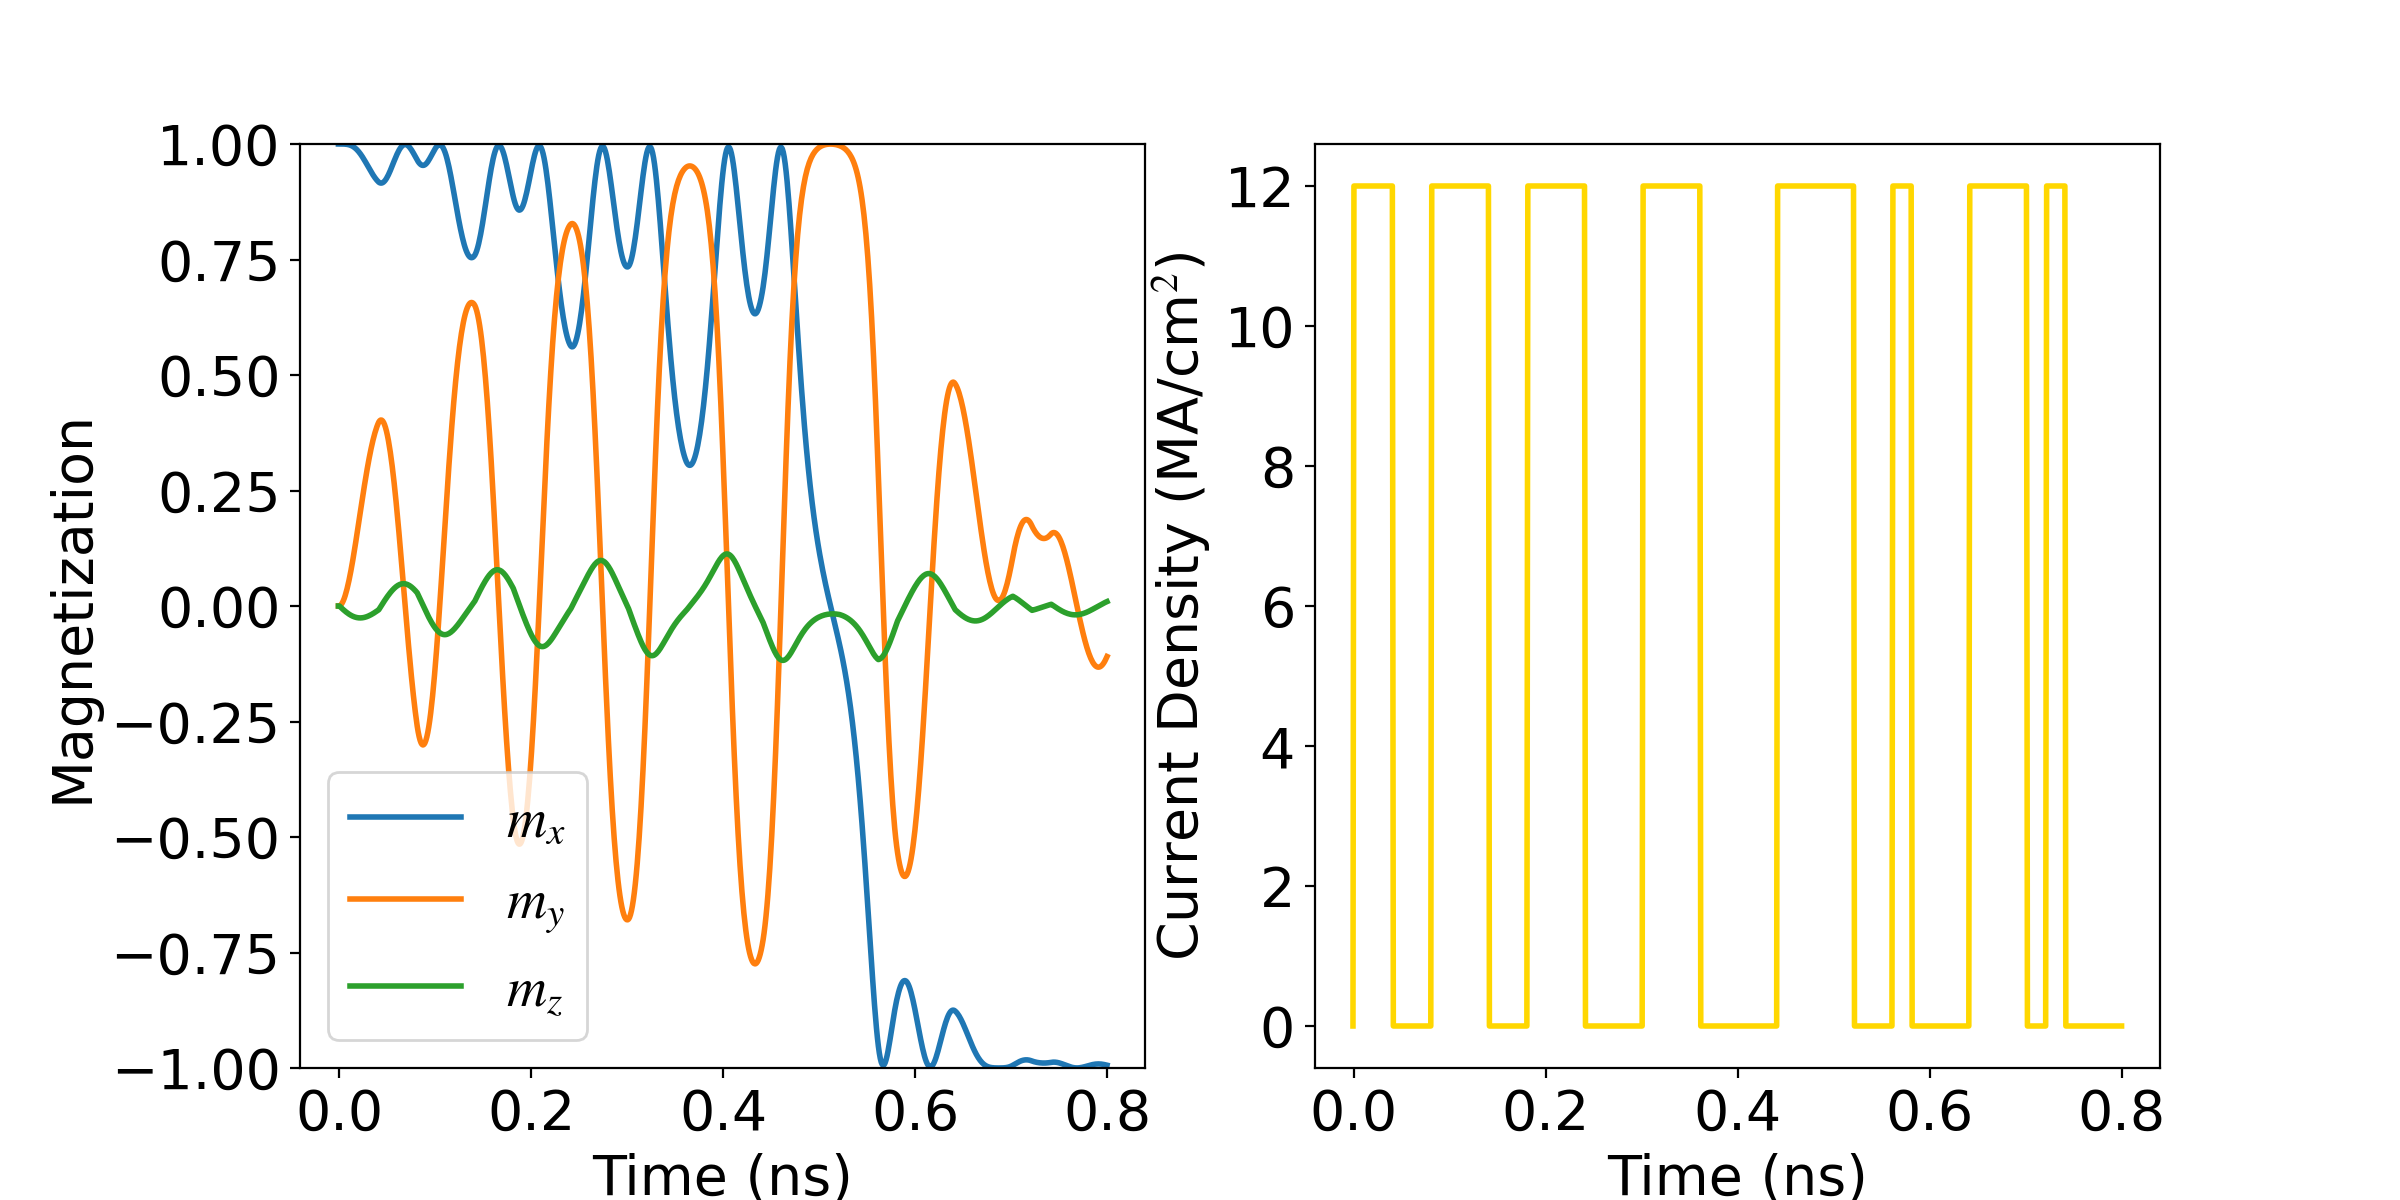 Magnetization
1.00
0.75
0.50
0.25
0.00
−0.25
−0.50
−0.75
−1.00
m_x
m_y
m_z
0.0 0.2 0.4 0.6 0.8
Time (ns)
Current Density (MA/cm²)
12
10
8
6
4
2
0
0.0 0.2 0.4 0.6 0.8
Time (ns)